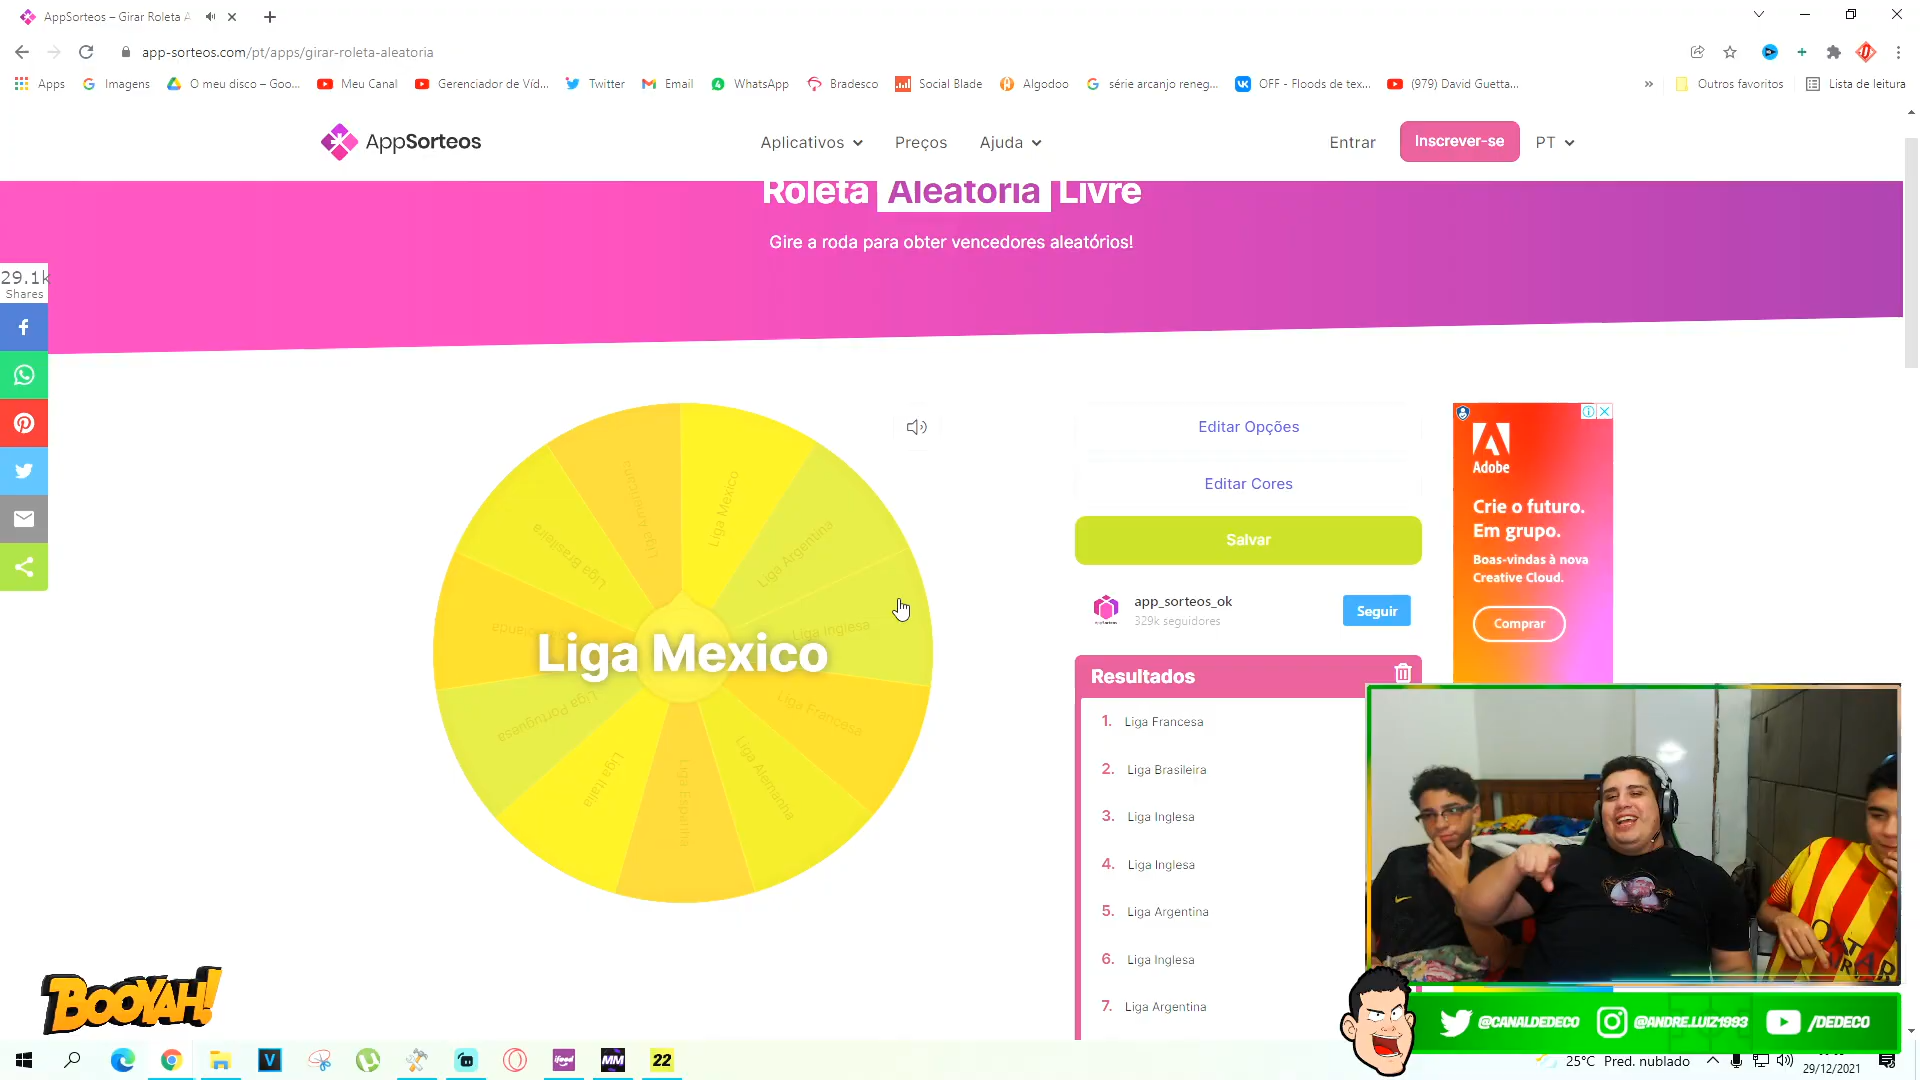 AppSorteos – Girar Roleta A
app-sorteos.com/pt/apps/girar-roleta-aleatoria
Apps
Imagens
O meu disco – Goo...
Meu Canal
Gerenciador de Víd...
Twitter
Email
WhatsApp
Bradesco
Social Blade
Algodoo
série arcanjo reneg...
OFF - Floods de tex...
(979) David Guetta...
»
Outros favoritos
Lista de leitura
AppSorteos
Aplicativos
Preços
Ajuda
Entrar
Inscrever-se
PT
Roleta Aleatoria Livre
Gire a roda para obter vencedores aleatórios!
29.1k
Shares
Liga Mexico
Liga Argentina
Liga Inglesa
Liga Francesa
Liga Alemanha
Liga Espanha
Liga Italia
Liga Portuguesa
Liga Brasileira
Liga Mexico
Editar Opções
Editar Cores
Salvar
app_sorteos_ok
329k seguidores
Seguir
Resultados
1. Liga Francesa
2. Liga Brasileira
3. Liga Inglesa
4. Liga Inglesa
5. Liga Argentina
6. Liga Inglesa
7. Liga Argentina
Adobe
Crie o futuro.
Em grupo.
Boas-vindas à nova
Creative Cloud.
Comprar
BOOYAH!
@CANALDEDECO
@ANDRE.LUIZ1993
/DEDECO
V
ifood
MM
22
25°C Pred. nublado
29/12/2021